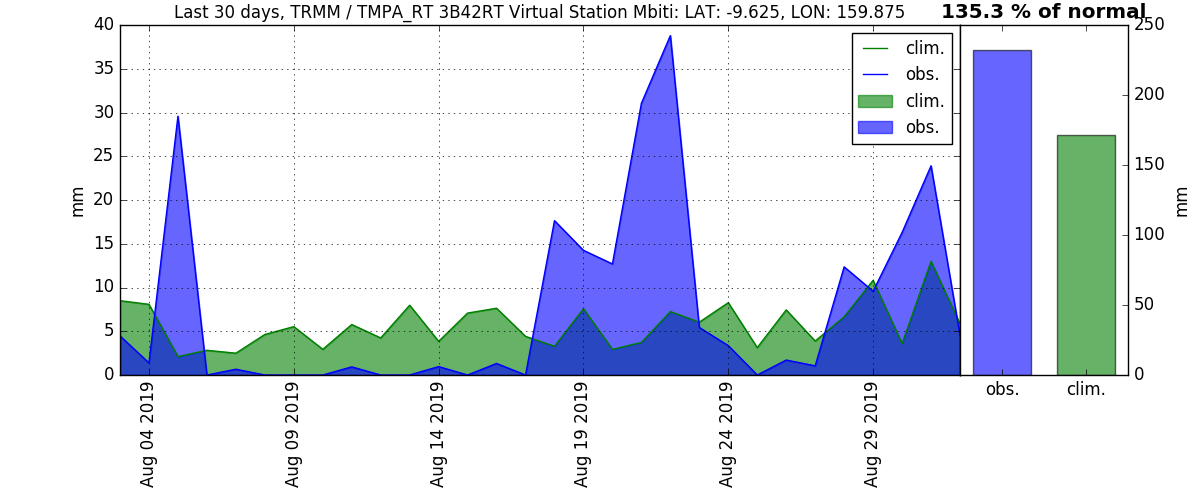 Last 30 days, TRMM / TMPA_RT 3B42RT Virtual Station Mbiti: LAT: -9.625, LON: 159.875
135.3 % of normal
40
35
30
25
20
15
10
5
0
mm
clim.
obs.
clim.
obs.
250
200
150
100
50
0
mm
Aug 04 2019
Aug 09 2019
Aug 14 2019
Aug 19 2019
Aug 24 2019
Aug 29 2019
obs.
clim.